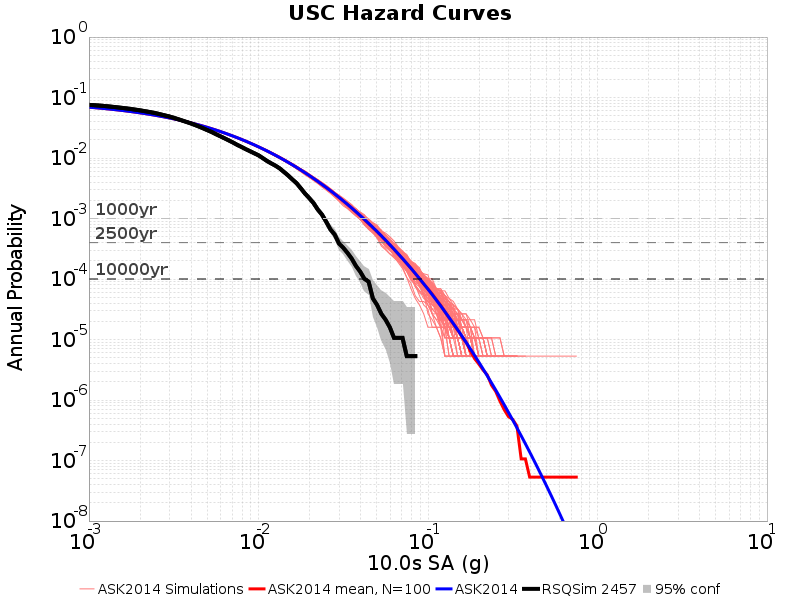 USC Hazard Curves
Annual Probability
10^0
10^-1
10^-2
10^-3
10^-4
10^-5
10^-6
10^-7
10^-8
1000yr
2500yr
10000yr
10^-3 10^-2 10^-1 10^0 10^1
10.0s SA (g)
ASK2014 Simulations ASK2014 mean, N=100 ASK2014 RSQSim 2457 95% conf